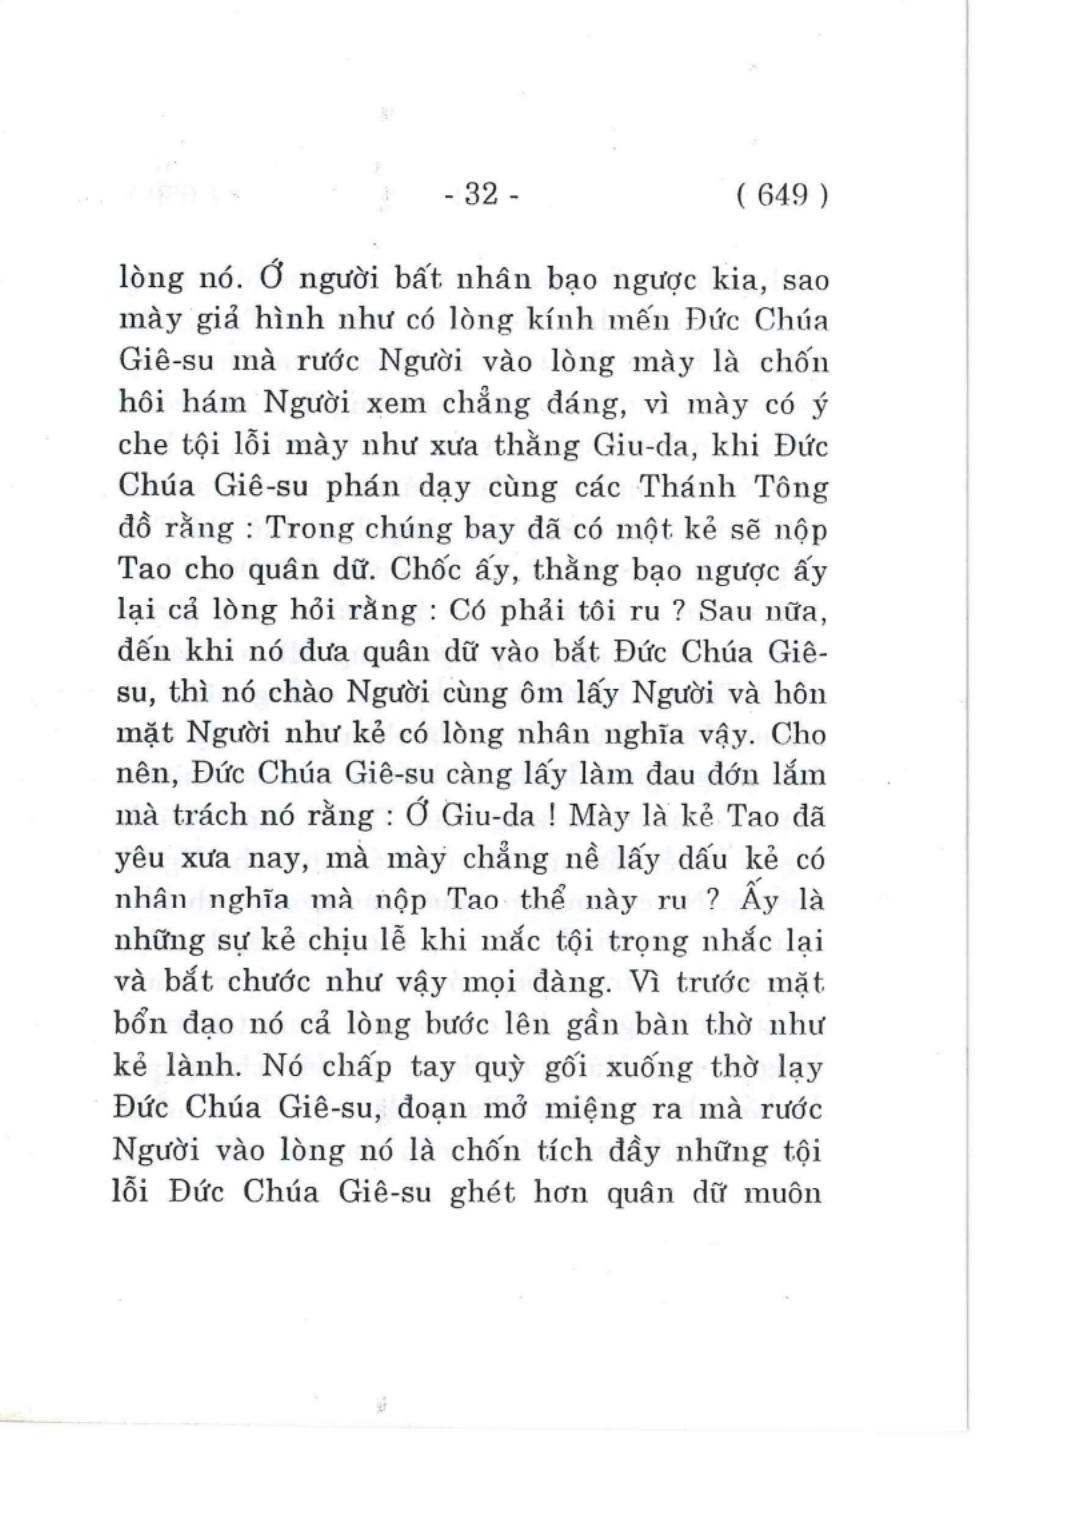 - 32 - ( 649 )
lòng nó. Ớ người bất nhân bạo ngược kia, sao
mày giả hình như có lòng kính mến Đức Chúa
Giê-su mà rước Người vào lòng mày là chốn
hôi hám Người xem chẳng đáng, vì mày có ý
che tội lỗi mày như xưa thằng Giu-da, khi Đức
Chúa Giê-su phán dạy cùng các Thánh Tông
đồ rằng : Trong chúng bay đã có một kẻ sẽ nộp
Tao cho quân dữ. Chốc ấy, thằng bạo ngược ấy
lại cả lòng hỏi rằng : Có phải tôi ru ? Sau nữa,
đến khi nó đưa quân dữ vào bắt Đức Chúa Giê-
su, thì nó chào Người cùng ôm lấy Người và hôn
mặt Người như kẻ có lòng nhân nghĩa vậy. Cho
nên, Đức Chúa Giê-su càng lấy làm đau đớn lắm
mà trách nó rằng : Ớ Giu-da ! Mày là kẻ Tao đã
yêu xưa nay, mà mày chẳng nề lấy dấu kẻ có
nhân nghĩa mà nộp Tao thể này ru ? Ấy là
những sự kẻ chịu lễ khi mắc tội trọng nhắc lại
và bắt chước như vậy mọi đàng. Vì trước mặt
bổn đạo nó cả lòng bước lên gần bàn thờ như
kẻ lành. Nó chấp tay quỳ gối xuống thờ lạy
Đức Chúa Giê-su, đoạn mở miệng ra mà rước
Người vào lòng nó là chốn tích đầy những tội
lỗi Đức Chúa Giê-su ghét hơn quân dữ muôn